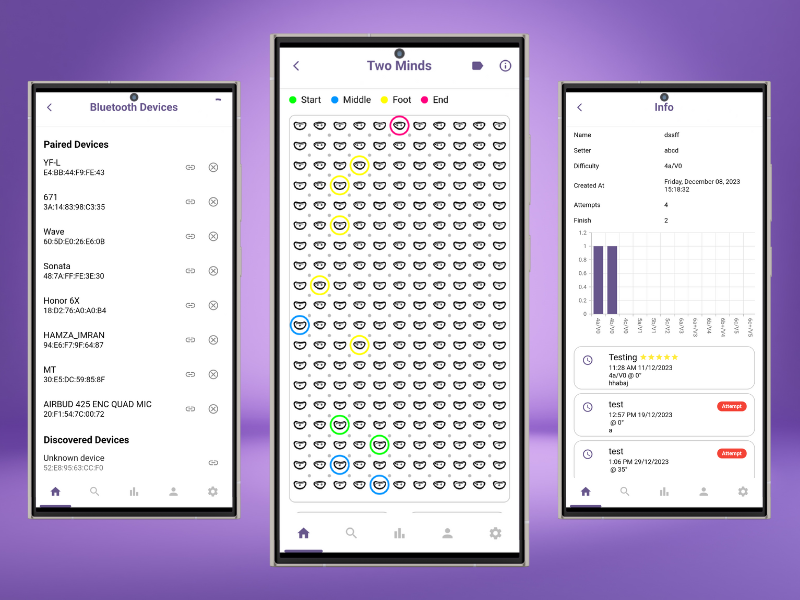 Bluetooth Devices
Paired Devices
YF-L
E4:BB:44:F9:FE:43
671
3A:14:83:98:C3:35
Wave
60:5D:E0:26:E6:0B
Sonata
48:7A:FF:FE:3E:30
Honor 6X
18:D2:76:A0:A0:B4
HAMZA_IMRAN
94:E6:F7:9F:64:87
MT
30:E5:DC:59:85:8F
AIRBUD 425 ENC QUAD MIC
20:F1:54:7C:00:72
Discovered Devices
Unknown device
52:E8:95:63:CC:F0
Two Minds
Start Middle Foot End
Info
Name dssff
Setter abcd
Difficulty 4a/V0
Created At Friday, December 08, 2023
15:18:32
Attempts 4
Finish 2
1.2
1
0.8
0.6
0.4
0.2
0
4a/V0 4b/V0 4c/V0 5a/V1 5b/V1 5c/V2 6a/V3 6a+/V3 6b/V4 6b+/V4 6c/V5 6c+/V5
Testing
11:28 AM 11/12/2023
4a/V0 @ 0°
hhabaj
test Attempt
12:57 PM 19/12/2023
@ 0°
a
test Attempt
1:06 PM 29/12/2023
@ 35°